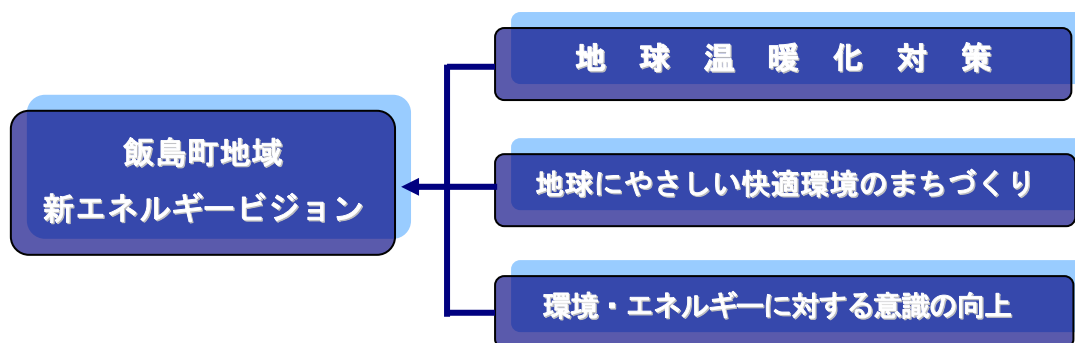 飯島町地域
新エネルギービジョン
地球温暖化対策
地球にやさしい快適環境のまちづくり
環境・エネルギーに対する意識の向上